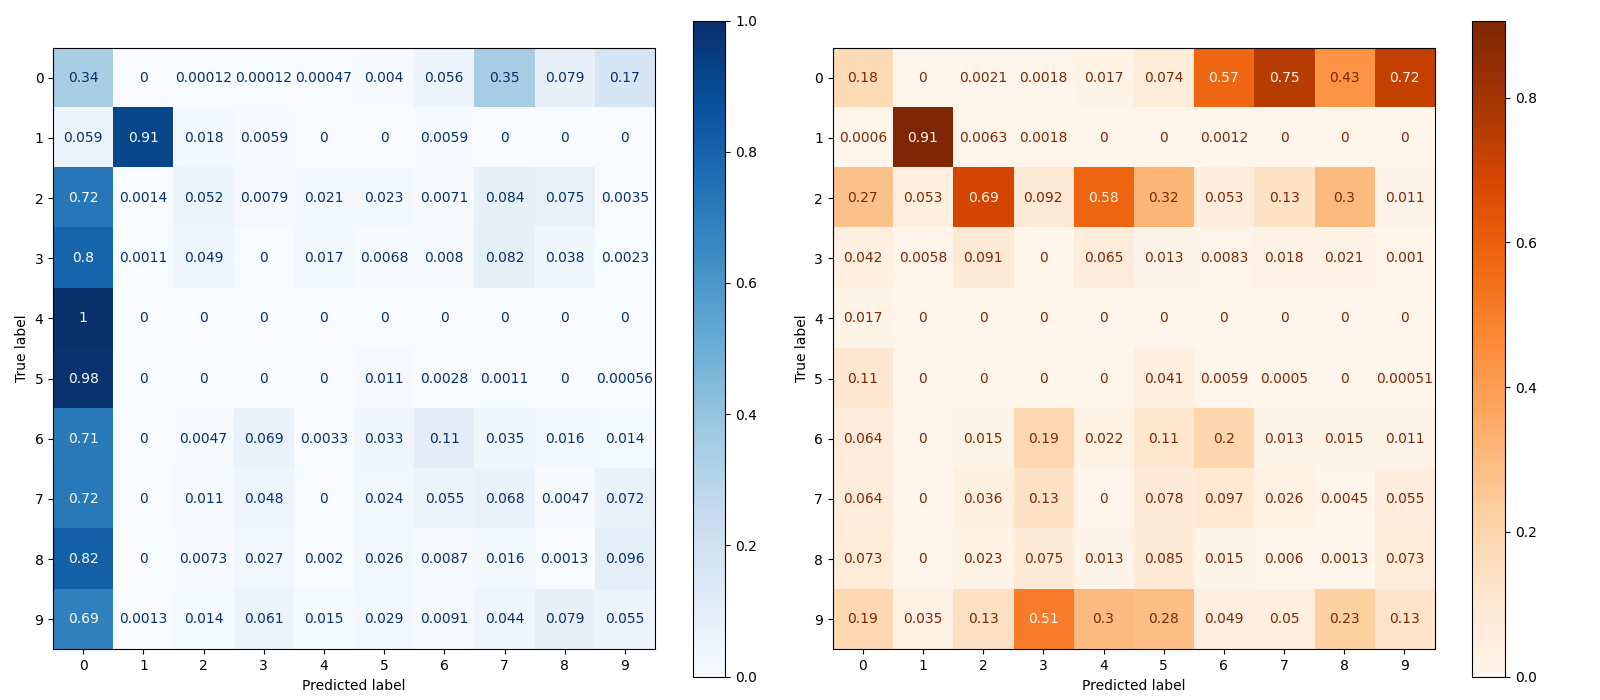 1.0
0 0.34 0 0.00012 0.00012 0.00047 0.004 0.056 0.35 0.079 0.17
1 0.059 0.91 0.018 0.0059 0 0 0.0059 0 0 0
0.8
2 0.72 0.0014 0.052 0.0079 0.021 0.023 0.0071 0.084 0.075 0.0035
3 0.8 0.0011 0.049 0 0.017 0.0068 0.008 0.082 0.038 0.0023
0.6
4 1 0 0 0 0 0 0 0 0 0
True label
5 0.98 0 0 0 0 0.011 0.0028 0.0011 0 0.00056
0.4
6 0.71 0 0.0047 0.069 0.0033 0.033 0.11 0.035 0.016 0.014
7 0.72 0 0.011 0.048 0 0.024 0.055 0.068 0.0047 0.072
0.2
8 0.82 0 0.0073 0.027 0.002 0.026 0.0087 0.016 0.0013 0.096
9 0.69 0.0013 0.014 0.061 0.015 0.029 0.0091 0.044 0.079 0.055
0 1 2 3 4 5 6 7 8 9
0.0
Predicted label
0 0.18 0 0.0021 0.0018 0.017 0.074 0.57 0.75 0.43 0.72
0.8
1 0.0006 0.91 0.0063 0.0018 0 0 0.0012 0 0 0
2 0.27 0.053 0.69 0.092 0.58 0.32 0.053 0.13 0.3 0.011
0.6
3 0.042 0.0058 0.091 0 0.065 0.013 0.0083 0.018 0.021 0.001
4 0.017 0 0 0 0 0 0 0 0 0
True label
5 0.11 0 0 0 0 0.041 0.0059 0.0005 0 0.00051
0.4
6 0.064 0 0.015 0.19 0.022 0.11 0.2 0.013 0.015 0.011
7 0.064 0 0.036 0.13 0 0.078 0.097 0.026 0.0045 0.055
0.2
8 0.073 0 0.023 0.075 0.013 0.085 0.015 0.006 0.0013 0.073
9 0.19 0.035 0.13 0.51 0.3 0.28 0.049 0.05 0.23 0.13
0 1 2 3 4 5 6 7 8 9
0.0
Predicted label